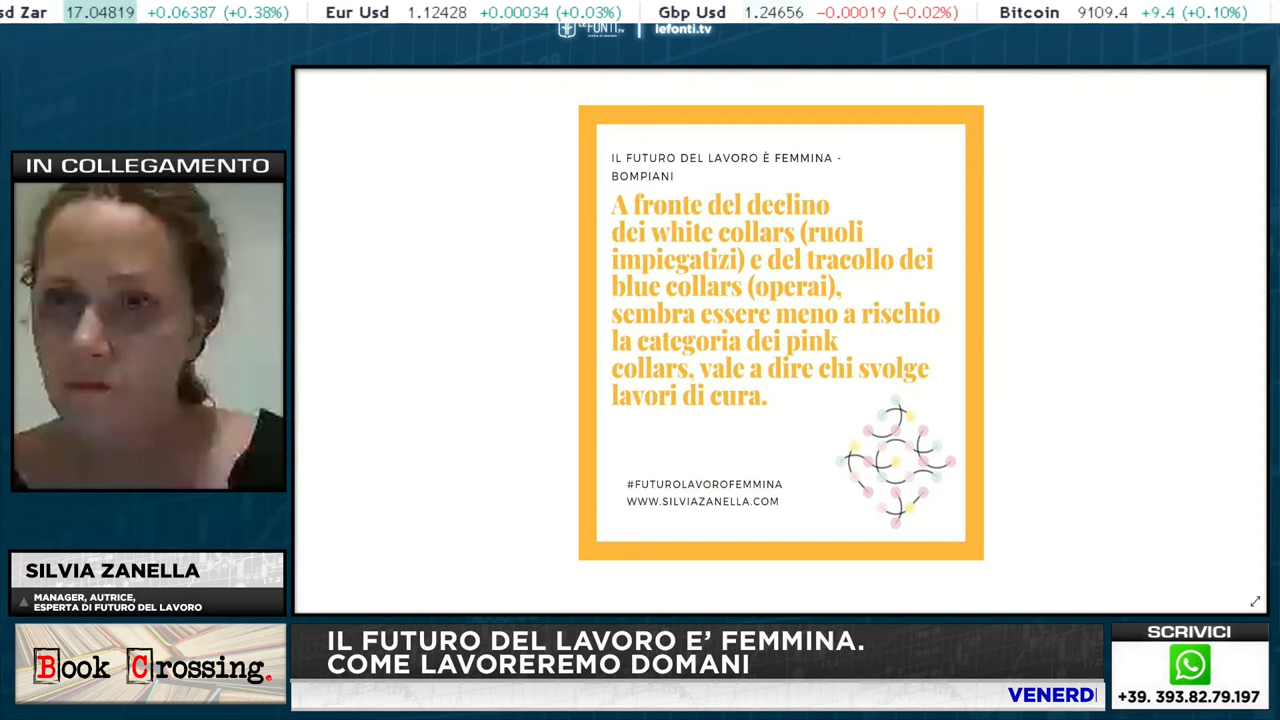 sd Zar 17.04819 +0.06387 (+0.38%) Eur Usd 1.12428 +0.00034 (+0.03%) Gbp Usd 1.24656 −0.00019 (−0.02%) Bitcoin 9109.4 +9.4 (+0.10%)
LEFONTI.TV lefonti.tv
IN COLLEGAMENTO
IL FUTURO DEL LAVORO È FEMMINA -
BOMPIANI
A fronte del declino
dei white collars (ruoli
impiegatizi) e del tracollo dei
blue collars (operai),
sembra essere meno a rischio
la categoria dei pink
collars, vale a dire chi svolge
lavori di cura.
#FUTUROLAVOROFEMMINA
WWW.SILVIAZANELLA.COM
SILVIA ZANELLA
MANAGER, AUTRICE,
ESPERTA DI FUTURO DEL LAVORO
Book Crossing.
IL FUTURO DEL LAVORO E' FEMMINA.
COME LAVOREREMO DOMANI
VENERD
SCRIVICI
+39. 393.82.79.197